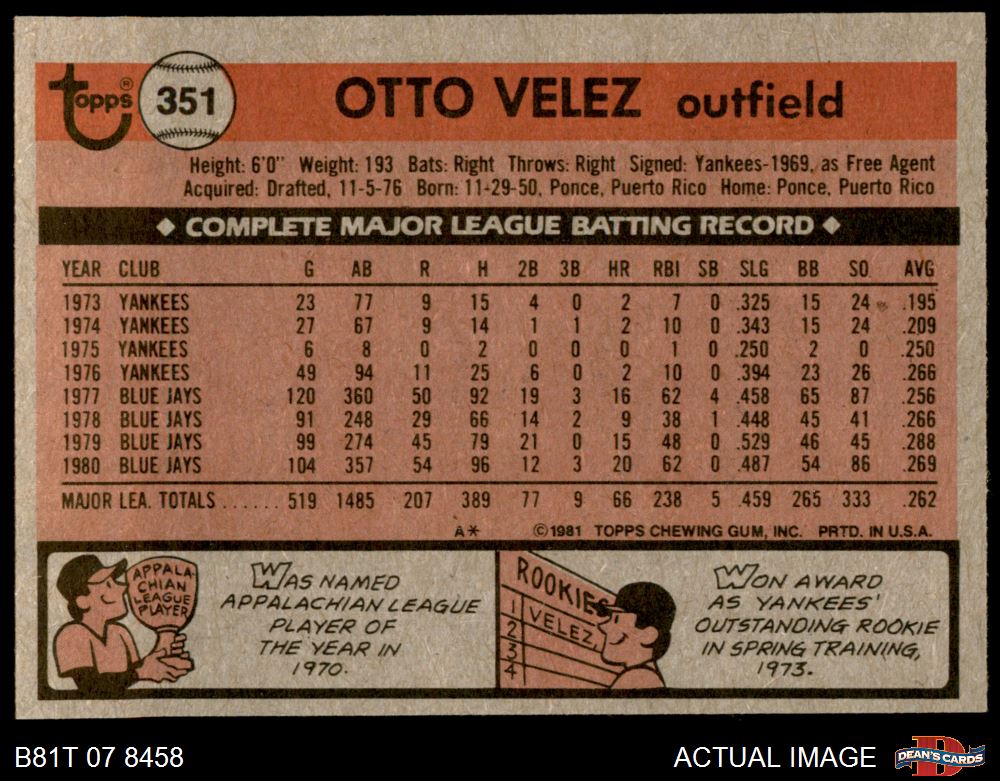 topps®
351
OTTO VELEZ outfield
Height: 6'0" Weight: 193 Bats: Right Throws: Right Signed: Yankees-1969, as Free Agent
Acquired: Drafted, 11-5-76 Born: 11-29-50, Ponce, Puerto Rico Home: Ponce, Puerto Rico
◆ COMPLETE MAJOR LEAGUE BATTING RECORD ◆
YEAR CLUB G AB R H 2B 3B HR RBI SB SLG BB SO AVG
1973 YANKEES 23 77 9 15 4 0 2 7 0 .325 15 24 .195
1974 YANKEES 27 67 9 14 1 1 2 10 0 .343 15 24 .209
1975 YANKEES 6 8 0 2 0 0 0 1 0 .250 2 0 .250
1976 YANKEES 49 94 11 25 6 0 2 10 0 .394 23 26 .266
1977 BLUE JAYS 120 360 50 92 19 3 16 62 4 .458 65 87 .256
1978 BLUE JAYS 91 248 29 66 14 2 9 38 1 .448 45 41 .266
1979 BLUE JAYS 99 274 45 79 21 0 15 48 0 .529 46 45 .288
1980 BLUE JAYS 104 357 54 96 12 3 20 62 0 .487 54 86 .269
MAJOR LEA. TOTALS ...... 519 1485 207 389 77 9 66 238 5 .459 265 333 .262
A* ©1981 TOPPS CHEWING GUM, INC. PRTD. IN U.S.A.
APPALA-
CHIAN
LEAGUE
PLAYER
WAS NAMED
APPALACHIAN LEAGUE
PLAYER OF
THE YEAR IN
1970.
ROOKIES
1 VELEZ,
2
3
4
WON AWARD
AS YANKEES'
OUTSTANDING ROOKIE
IN SPRING TRAINING,
1973.
B81T 07 8458
ACTUAL IMAGE
D
DEAN'S CARDS